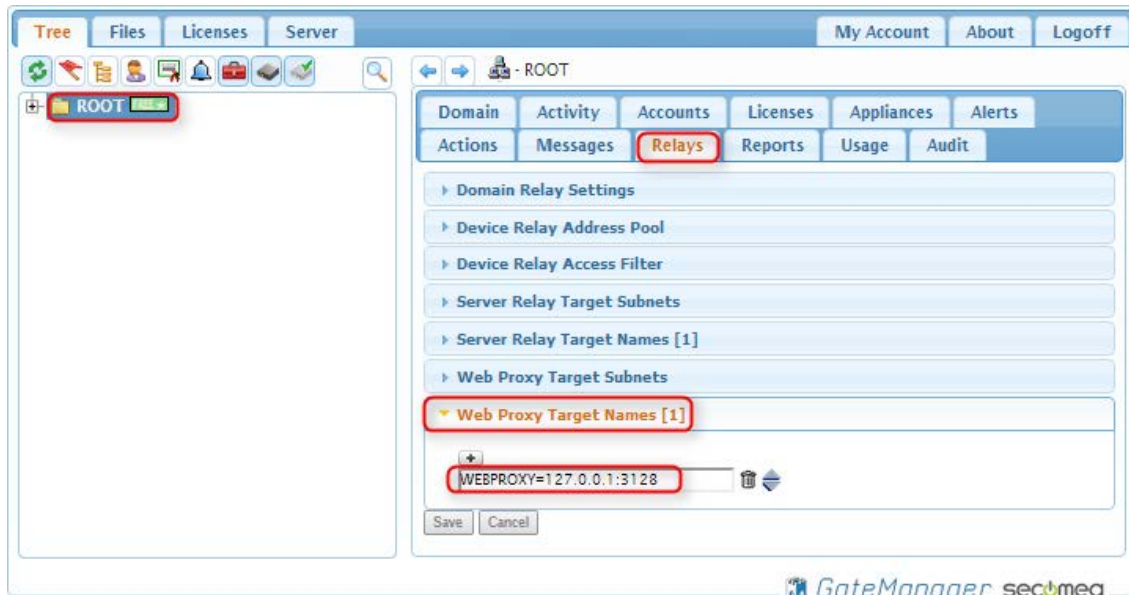 Tree Files Licenses Server My Account About Logoff
- ROOT
ROOT
Domain Activity Accounts Licenses Appliances Alerts
Actions Messages Relays Reports Usage Audit
Domain Relay Settings
Device Relay Address Pool
Device Relay Access Filter
Server Relay Target Subnets
Server Relay Target Names [1]
Web Proxy Target Subnets
Web Proxy Target Names [1]
WEBPROXY=127.0.0.1:3128
Save Cancel
GateManager secomea